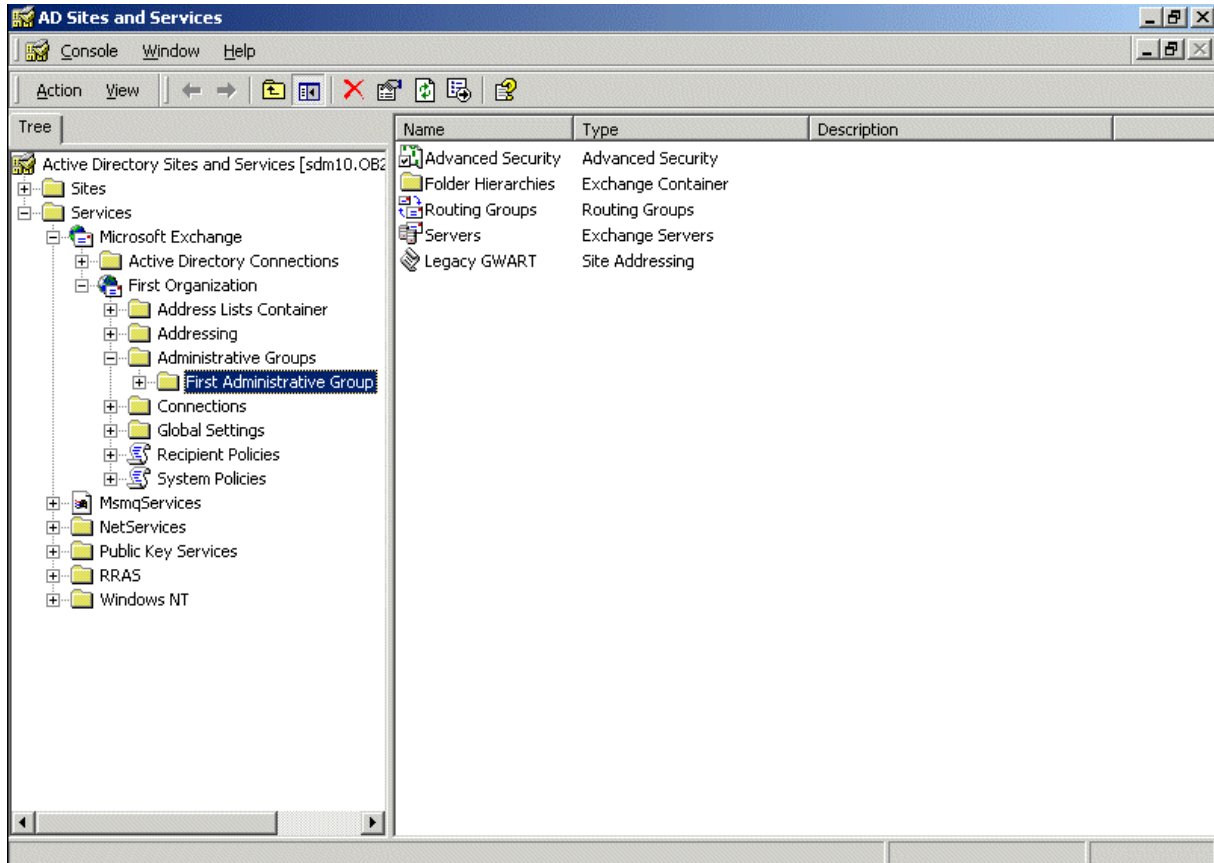 AD Sites and Services
Console Window Help
Action View
Tree
Active Directory Sites and Services [sdm10.OB2
Sites
Services
Microsoft Exchange
Active Directory Connections
First Organization
Address Lists Container
Addressing
Administrative Groups
First Administrative Group
Connections
Global Settings
Recipient Policies
System Policies
MsmqServices
NetServices
Public Key Services
RRAS
Windows NT
Name Type Description
Advanced Security Advanced Security
Folder Hierarchies Exchange Container
Routing Groups Routing Groups
Servers Exchange Servers
Legacy GWART Site Addressing